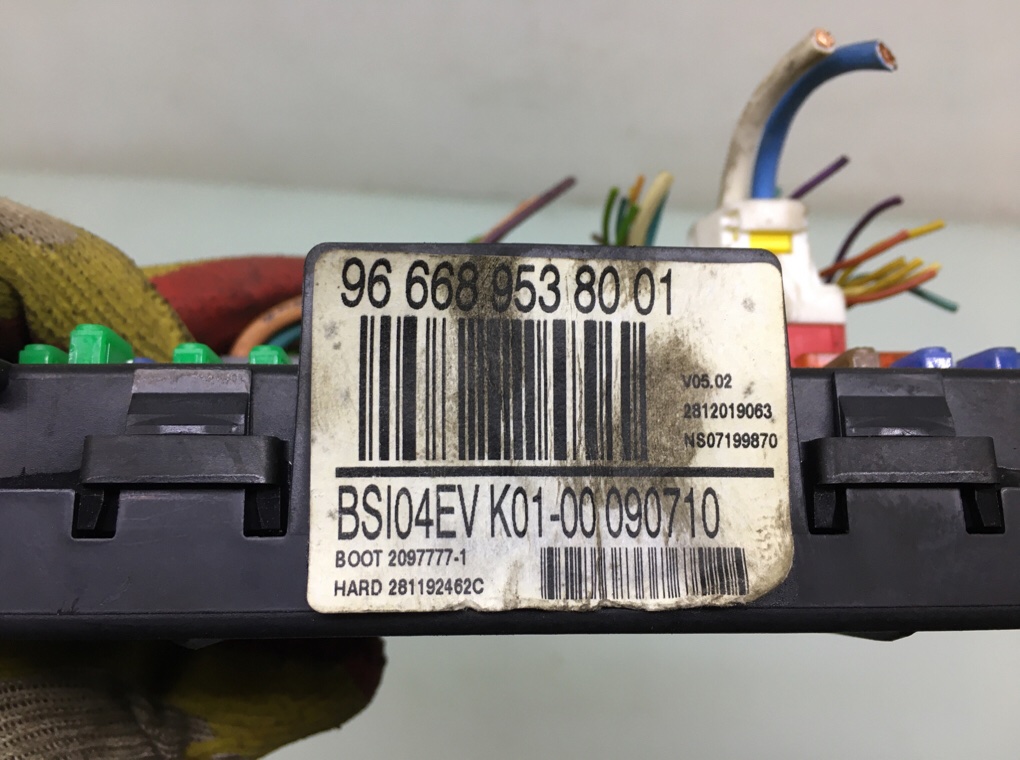 96 668 953 80 01
V05.02
2812019063
NS07199870
BSI04EV K01-00 090710
BOOT 2097777-1
HARD 281192462C